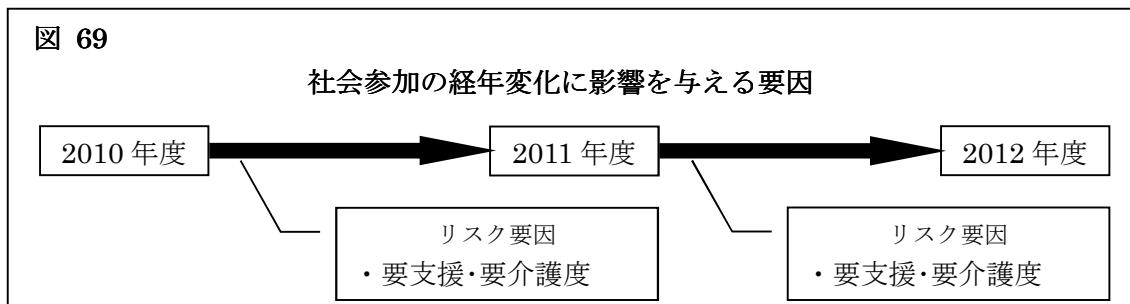 図 69
社会参加の経年変化に影響を与える要因
2010 年度
2011 年度
2012 年度
リスク要因
・要支援・要介護度
リスク要因
・要支援・要介護度